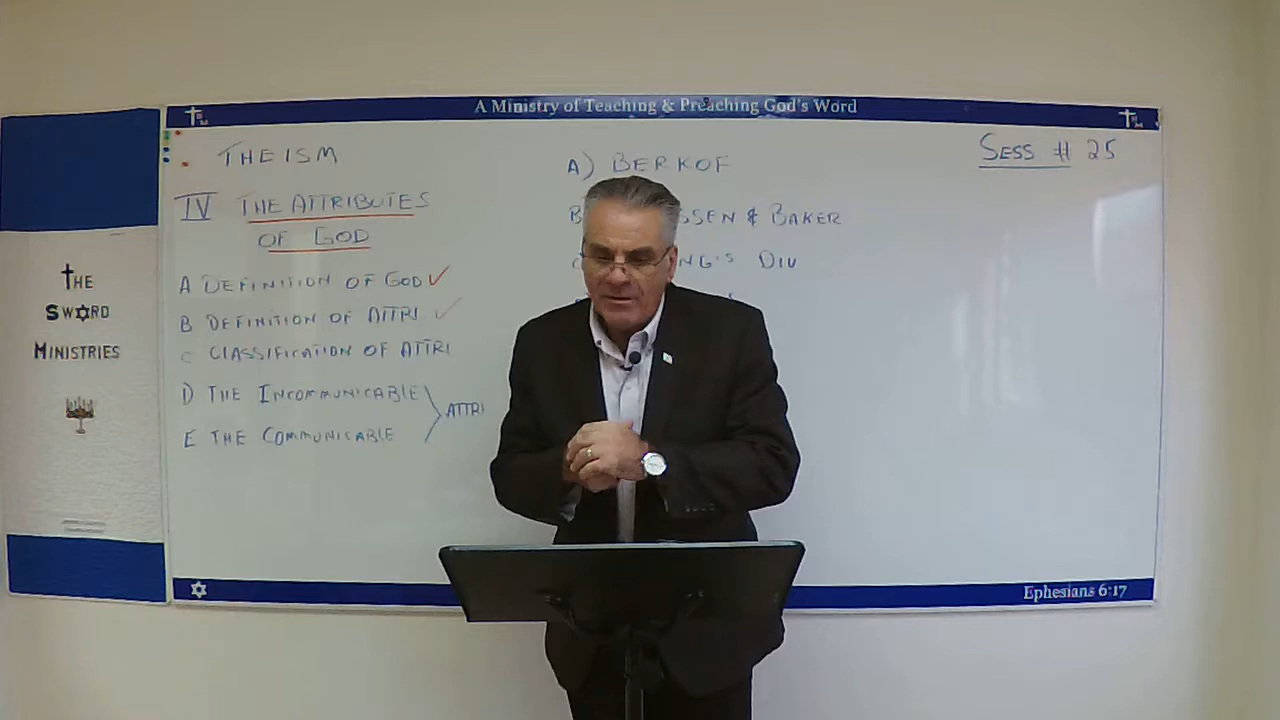 A Ministry of Teaching & Preaching God's Word
THEISM
IV THE ATTRIBUTES
OF GOD
A DEFINITION OF GOD ✓
B DEFINITION OF ATTRI ✓
C CLASSIFICATION OF ATTRI
D) THE INCOMMUNICABLE
E THE COMMUNICABLE
ATTRI
A) BERKOF
B SSEN & BAKER
NG'S DIV
SESS # 25
THE
SWORD
MINISTRIES
Ephesians 6:17